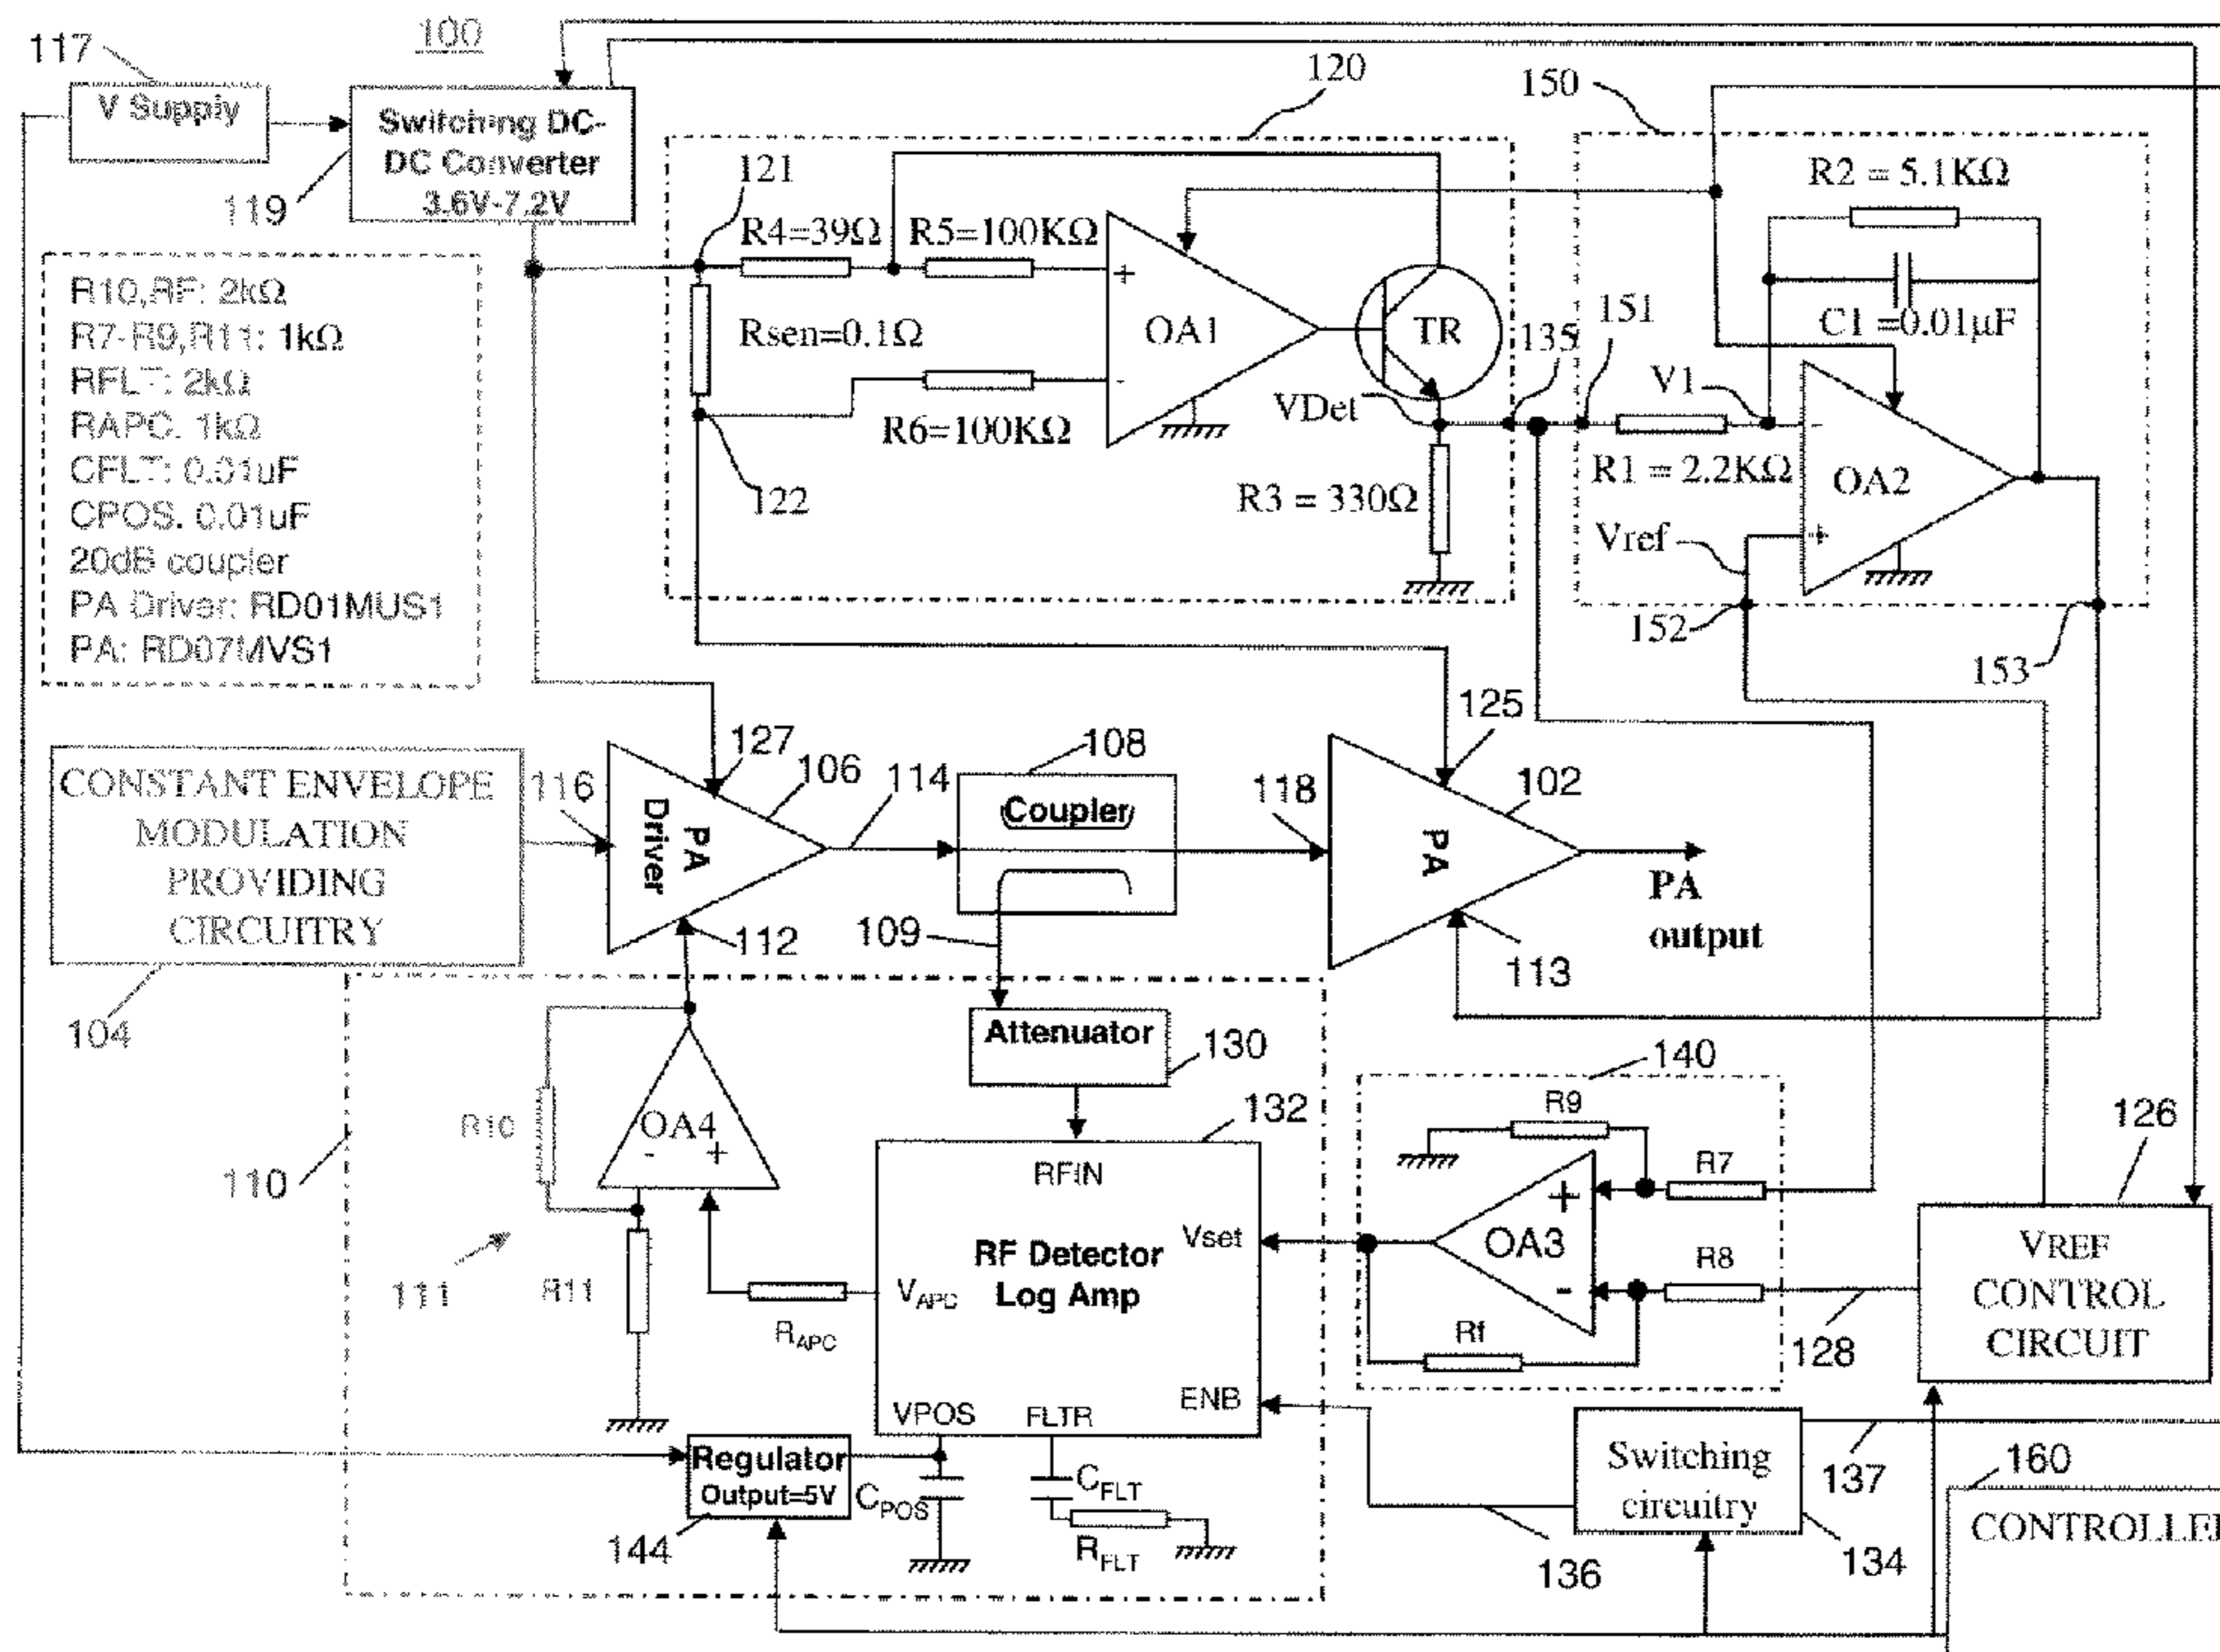 100
117
V Supply
Switching DC-
DC Converter
3.6V-7.2V
119
120
150
121
R4=39Ω
R5=100KΩ
+
OA1
-
TR
Rsen=0.1Ω
R6=100KΩ
122
VDet
R3 = 330Ω
135
151
R2 = 5.1KΩ
C1 =0.01µF
V1
-
R1 = 2.2KΩ
OA2
Vref
+
152
153
R10,RF: 2kΩ
R7-R9,R11: 1kΩ
RFLT: 2kΩ
RAPC. 1kΩ
CFLT: 0.01uF
CPOS. 0.01uF
20dB coupler
PA Driver: RD01MUS1
PA: RD07MVS1
CONSTANT ENVELOPE
MODULATION
PROVIDING
CIRCUITRY
104
116
127
106
PA
Driver
112
114
108
Coupler
109
118
125
102
PA
113
PA
output
Attenuator
130
132
RFIN
RF Detector
Log Amp
Vset
ENB
VAPC
VPOS
FLTR
R10
OA4
-
+
110
111
R11
RAPC
Regulator
Output=5V
144
CPOS
CFLT
RFLT
140
R9
R7
+
OA3
-
R8
Rf
128
126
VREF
CONTROL
CIRCUIT
Switching
circuitry
134
136
137
160
CONTROLLE